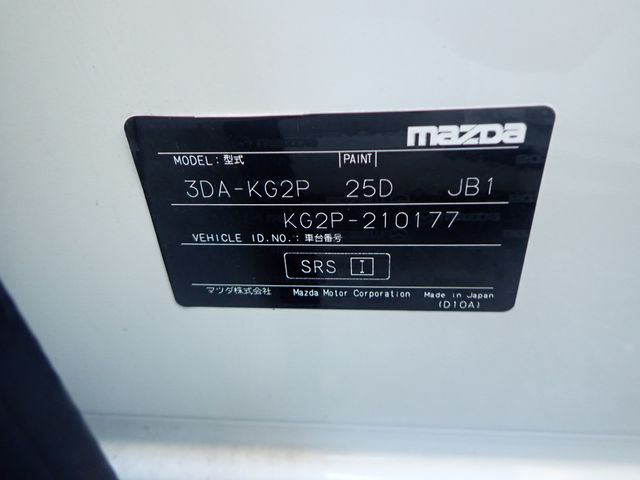 mazda
MODEL:型式 PAINT
3DA-KG2P 25D JB1
KG2P-210177
VEHICLE ID.NO.:車台番号
SRS I
マツダ株式会社 Mazda Motor Corporation Made in Japan
(D10A)